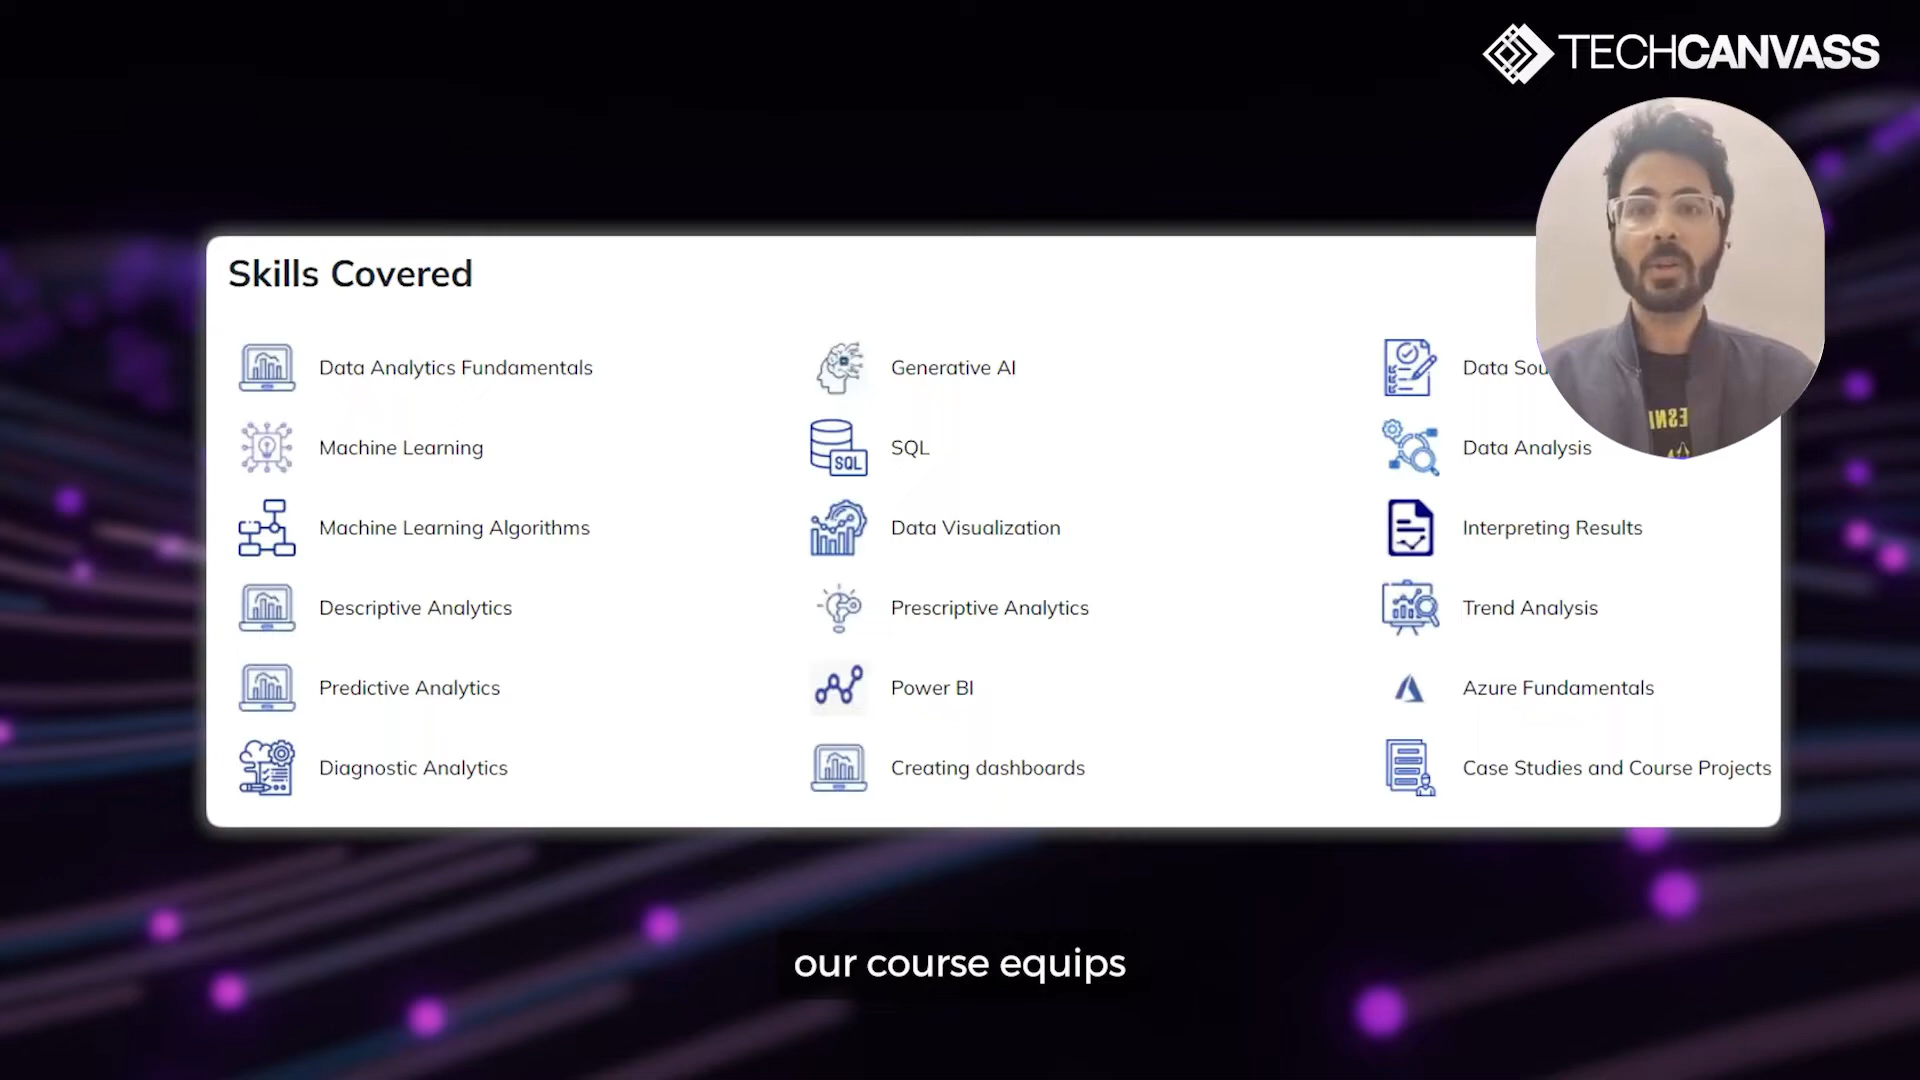 TECHCANVASS
Skills Covered
Data Analytics Fundamentals
Generative AI
Data
Machine Learning
SQL
SQL
Data Analysis
Machine Learning Algorithms
Data Visualization
Interpreting Results
Descriptive Analytics
Prescriptive Analytics
Trend Analysis
Predictive Analytics
Power BI
Azure Fundamentals
Diagnostic Analytics
Creating dashboards
Case Studies and Course Projects
our course equips